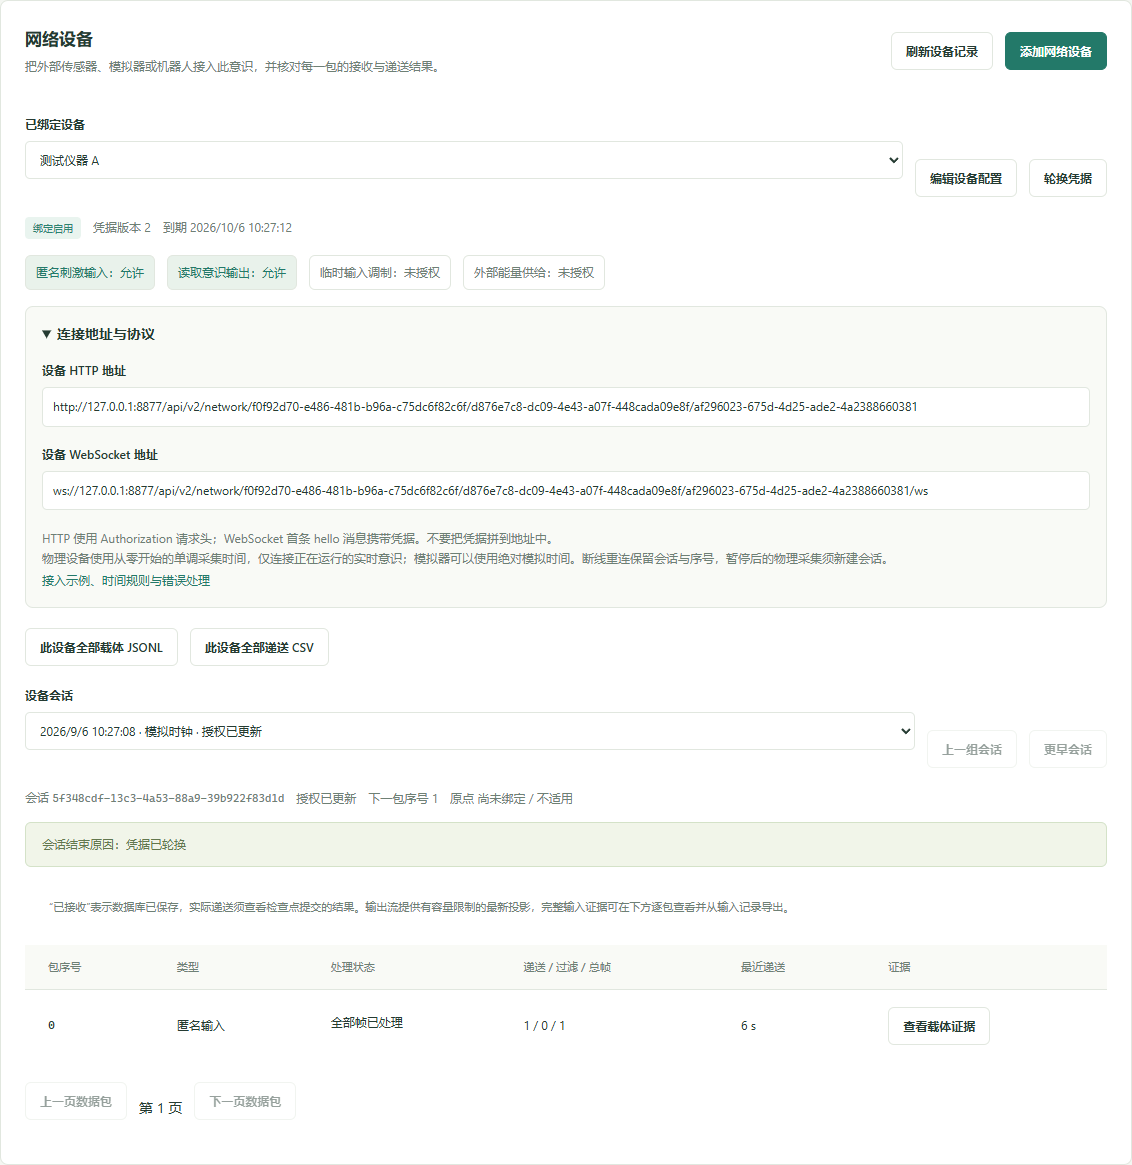 网络设备
把外部传感器、模拟器或机器人接入此意识，并核对每一包的接收与递送结果。
刷新设备记录
添加网络设备
已绑定设备
测试仪器 A
编辑设备配置
轮换凭据
绑定启用 凭据版本 2 到期 2026/10/6 10:27:12
匿名刺激输入：允许 读取意识输出：允许 临时输入调制：未授权 外部能量供给：未授权
▼ 连接地址与协议
设备 HTTP 地址
http://127.0.0.1:8877/api/v2/network/f0f92d70-e486-481b-b96a-c75dc6f82c6f/d876e7c8-dc09-4e43-a07f-448cada09e8f/af296023-675d-4d25-ade2-4a2388660381
设备 WebSocket 地址
ws://127.0.0.1:8877/api/v2/network/f0f92d70-e486-481b-b96a-c75dc6f82c6f/d876e7c8-dc09-4e43-a07f-448cada09e8f/af296023-675d-4d25-ade2-4a2388660381/ws
HTTP 使用 Authorization 请求头；WebSocket 首条 hello 消息携带凭据。不要把凭据拼到地址中。
物理设备使用从零开始的单调采集时间，仅连接正在运行的实时意识；模拟器可以使用绝对模拟时间。断线重连保留会话与序号，暂停后的物理采集须新建会话。
接入示例、时间规则与错误处理
此设备全部载体 JSONL
此设备全部递送 CSV
设备会话
2026/9/6 10:27:08 · 模拟时钟 · 授权已更新
上一组会话
更早会话
会话 5f348cdf-13c3-4a53-88a9-39b922f83d1d 授权已更新 下一包序号 1 原点 尚未绑定 / 不适用
会话结束原因：凭据已轮换
“已接收”表示数据库已保存，实际递送须查看检查点提交的结果。输出流提供有容量限制的最新投影，完整输入证据可在下方逐包查看并从输入记录导出。
包序号 类型 处理状态 递送 / 过滤 / 总帧 最近递送 证据
0 匿名输入 全部帧已处理 1 / 0 / 1 6 s 查看载体证据
上一页数据包 第 1 页 下一页数据包